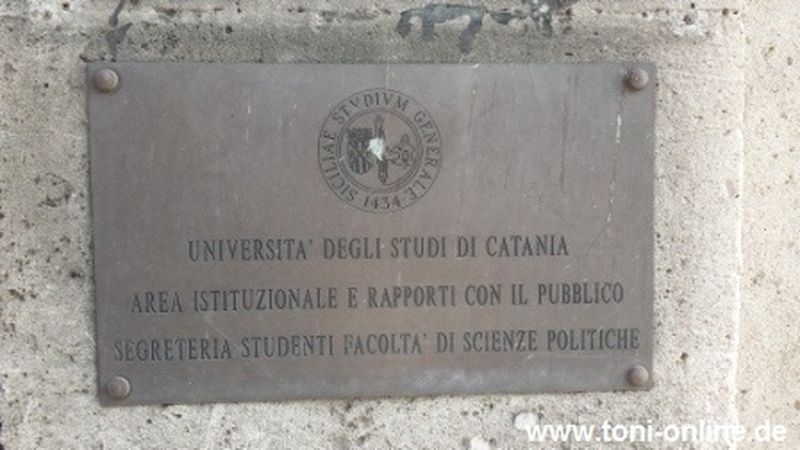 SICILIAE STVDIVM GENERALE
1434
UNIVERSITA' DEGLI STUDI DI CATANIA
AREA ISTITUZIONALE E RAPPORTI CON IL PUBBLICO
SEGRETERIA STUDENTI FACOLTA' DI SCIENZE POLITICHE
www.toni-online.de